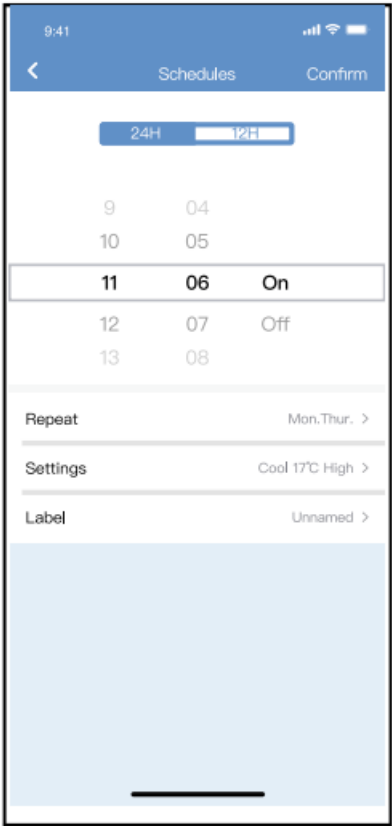 9:41
Schedules Confirm
24H 12H
9 04
10 05
11 06 On
12 07 Off
13 08
Repeat Mon.Thur. >
Settings Cool 17℃ High >
Label Unnamed >